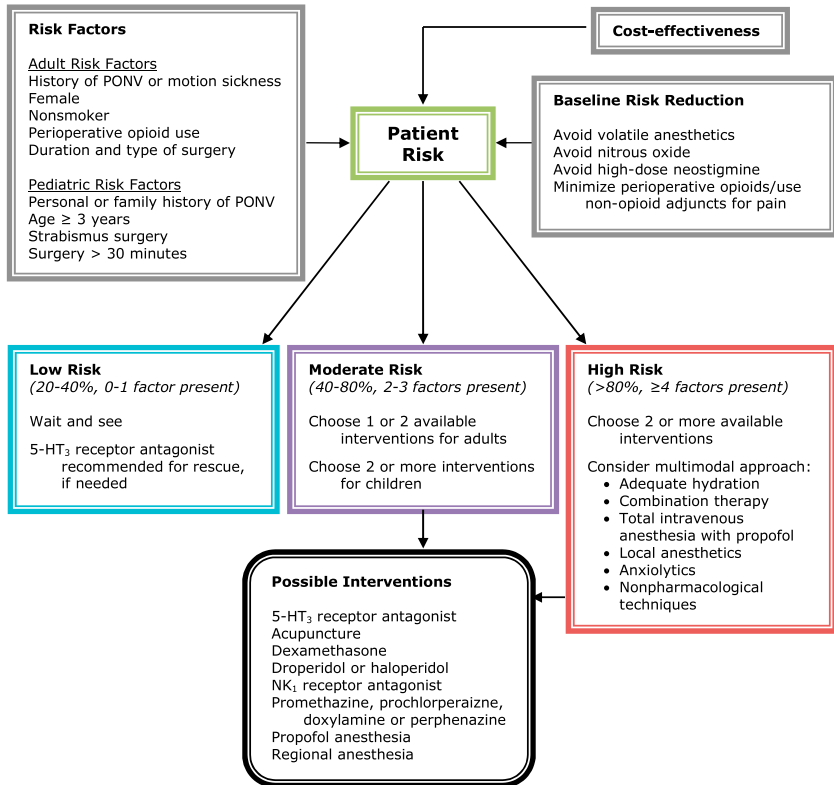 Risk Factors
Adult Risk Factors
History of PONV or motion sickness
Female
Nonsmoker
Perioperative opioid use
Duration and type of surgery
Pediatric Risk Factors
Personal or family history of PONV
Age ≥ 3 years
Strabismus surgery
Surgery > 30 minutes
Cost-effectiveness
Patient
Risk
Baseline Risk Reduction
Avoid volatile anesthetics
Avoid nitrous oxide
Avoid high-dose neostigmine
Minimize perioperative opioids/use
non-opioid adjuncts for pain
Low Risk
(20-40%, 0-1 factor present)
Wait and see
5-HT₃ receptor antagonist
recommended for rescue,
if needed
Moderate Risk
(40-80%, 2-3 factors present)
Choose 1 or 2 available
interventions for adults
Choose 2 or more interventions
for children
High Risk
(>80%, ≥4 factors present)
Choose 2 or more available
interventions
Consider multimodal approach:
• Adequate hydration
• Combination therapy
• Total intravenous
anesthesia with propofol
• Local anesthetics
• Anxiolytics
• Nonpharmacological
techniques
Possible Interventions
5-HT₃ receptor antagonist
Acupuncture
Dexamethasone
Droperidol or haloperidol
NK₁ receptor antagonist
Promethazine, prochlorperaizne,
doxylamine or perphenazine
Propofol anesthesia
Regional anesthesia